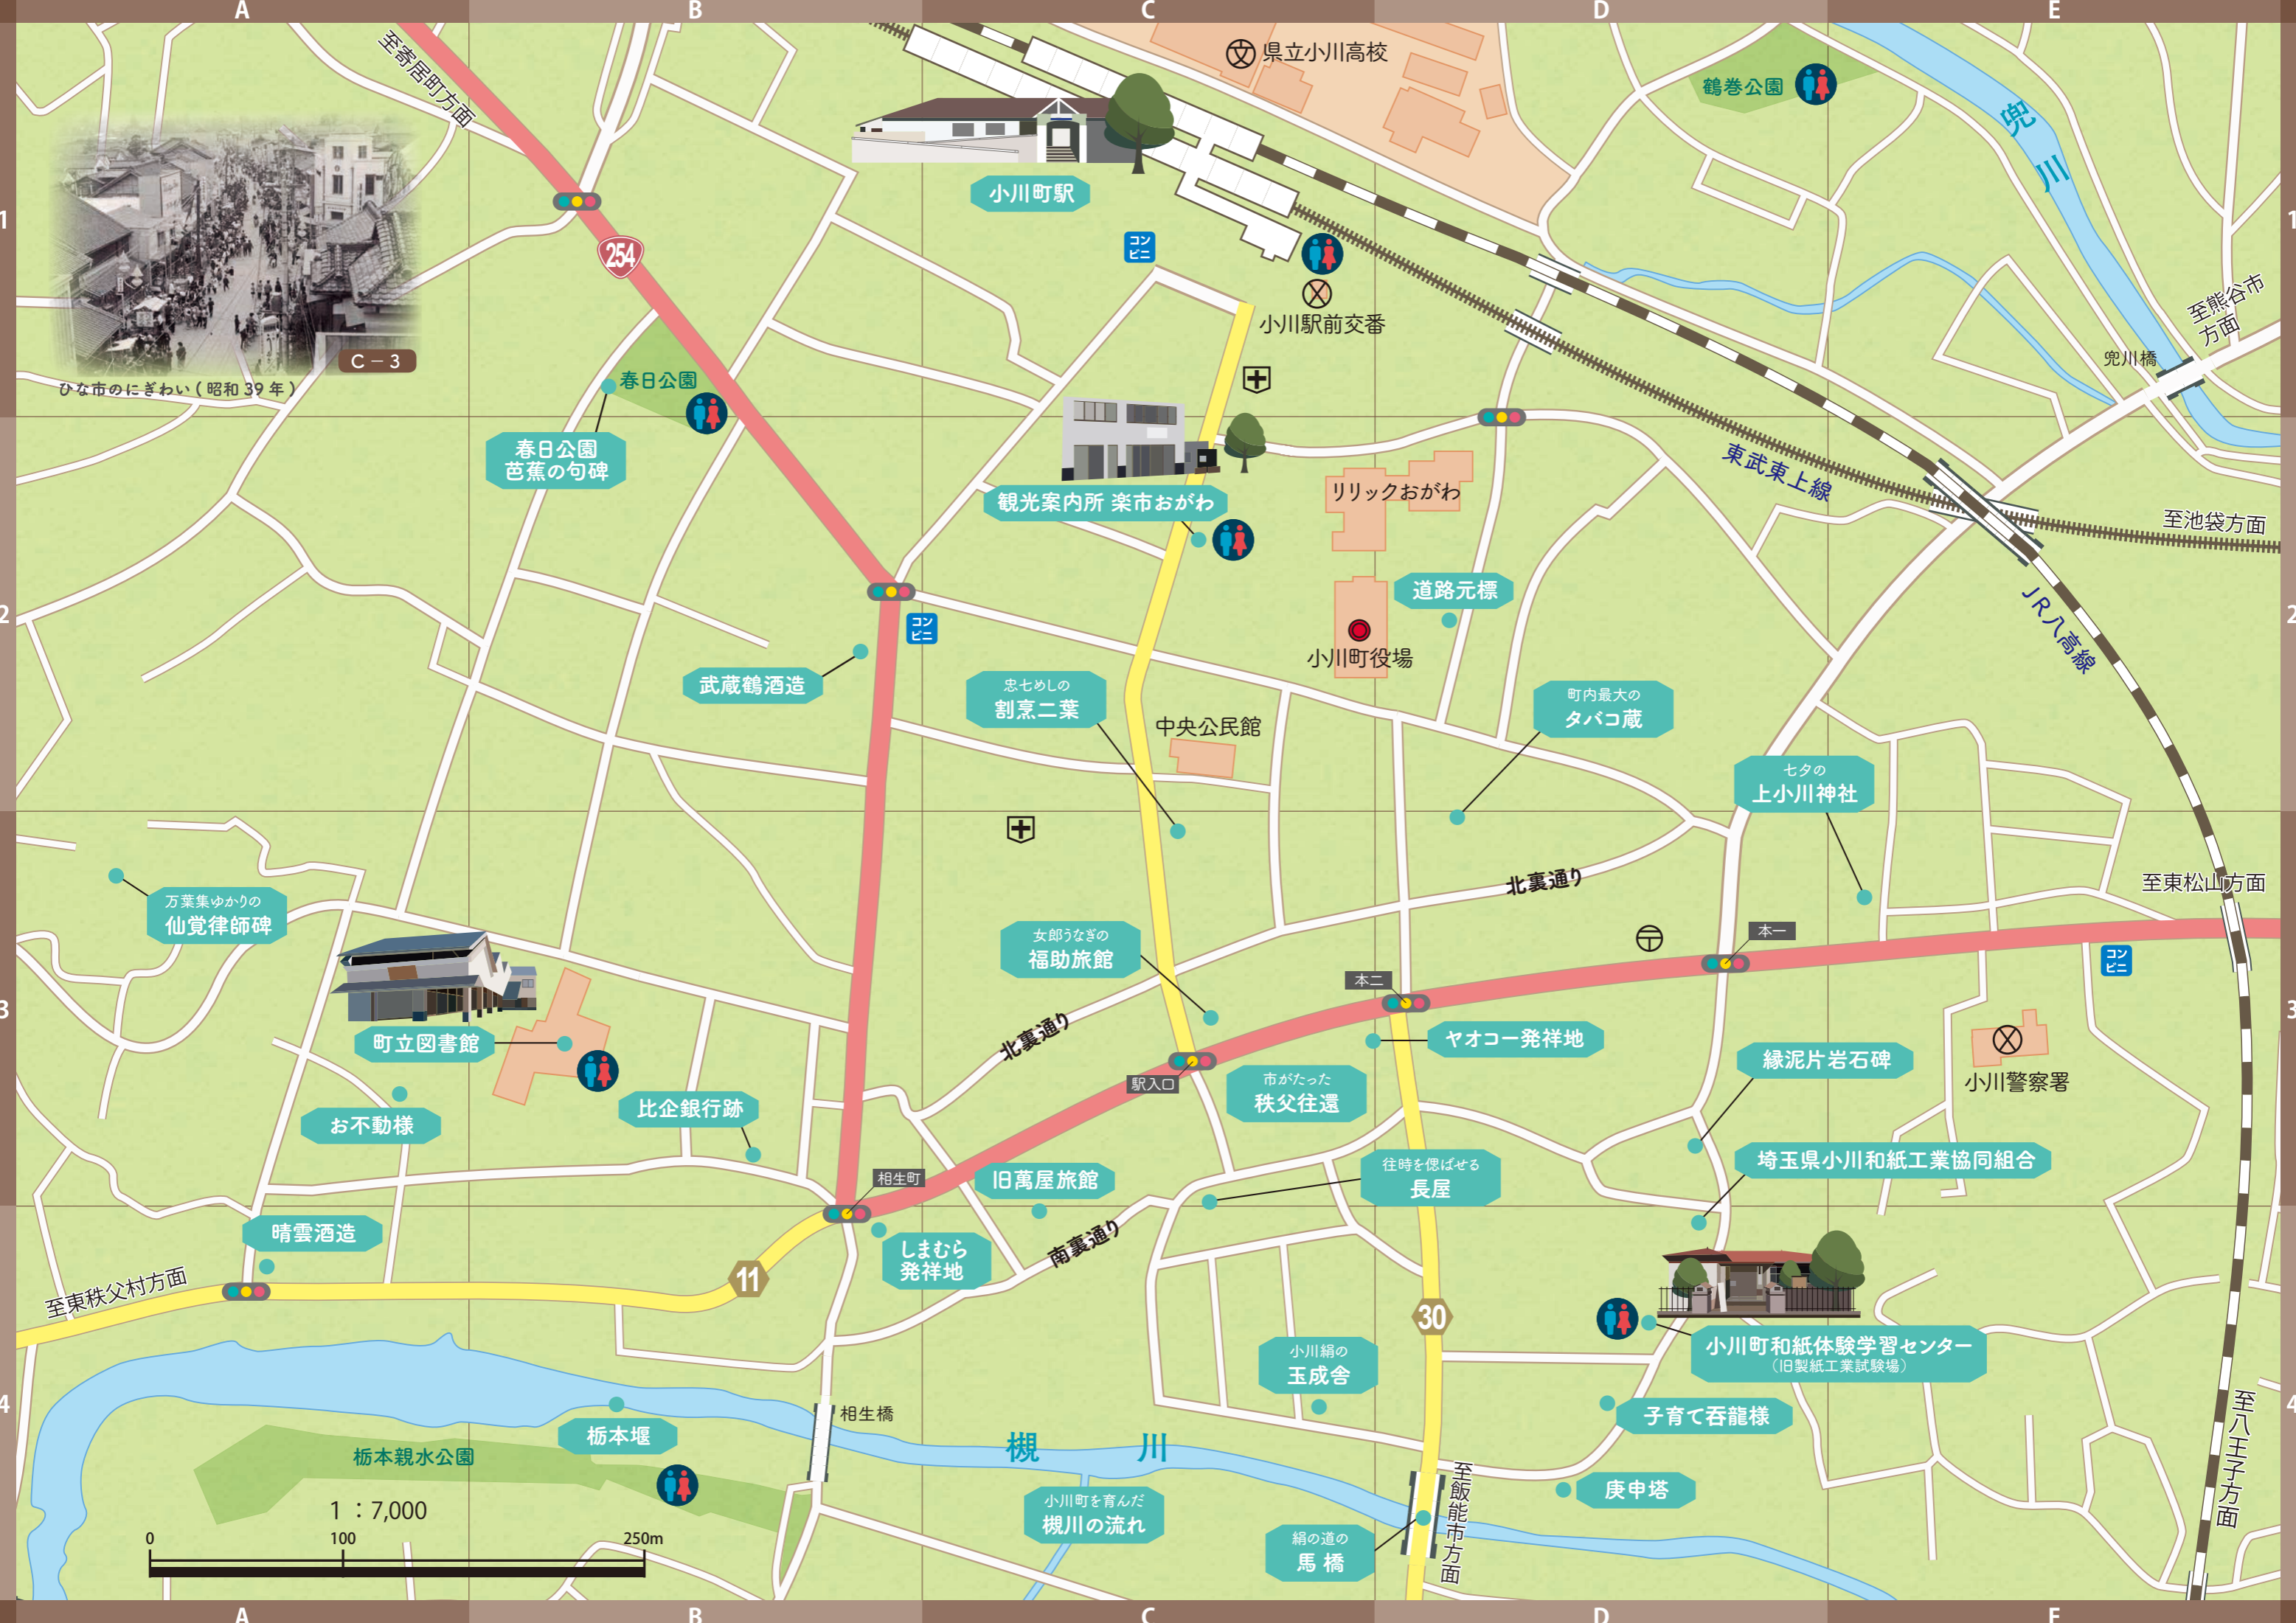 A
B
C
D
E
至寄居町方面
県立小川高校
鶴巻公園
兜
川
小川町駅
1
1
254
コン
ビニ
小川駅前交番
至熊谷市
方面
兜川橋
C－3
ひな市のにぎわい(昭和39年)
春日公園
春日公園
芭蕉の句碑
観光案内所 楽市おがわ
リリックおがわ
東武東上線
至池袋方面
道路元標
2
2
コン
ビニ
小川町役場
JR八高線
武蔵鶴酒造
忠七めしの
割烹二葉
町内最大の
タバコ蔵
中央公民館
七夕の
上小川神社
北裏通り
至東松山方面
万葉集ゆかりの
仙覚律師碑
女郎うなぎの
福助旅館
本一
コン
ビニ
本二
3
3
北裏通り
町立図書館
ヤオコー発祥地
縁泥片岩石碑
小川警察署
駅入口
市がたった
秩父往還
お不動様
比企銀行跡
埼玉県小川和紙工業協同組合
相生町
旧萬屋旅館
往時を偲ばせる
長屋
晴雲酒造
しまむら
発祥地
南裏通り
至東秩父村方面
11
30
小川町和紙体験学習センター
（旧製紙工業試験場）
小川絹の
玉成舎
4
4
子育て呑龍様
相生橋
栃本堰
槻
川
栃本親水公園
至八王子方面
至飯能市方面
庚申塔
1：7,000
小川町を育んだ
槻川の流れ
絹の道の
馬橋
0
100
250m
A
B
C
D
E